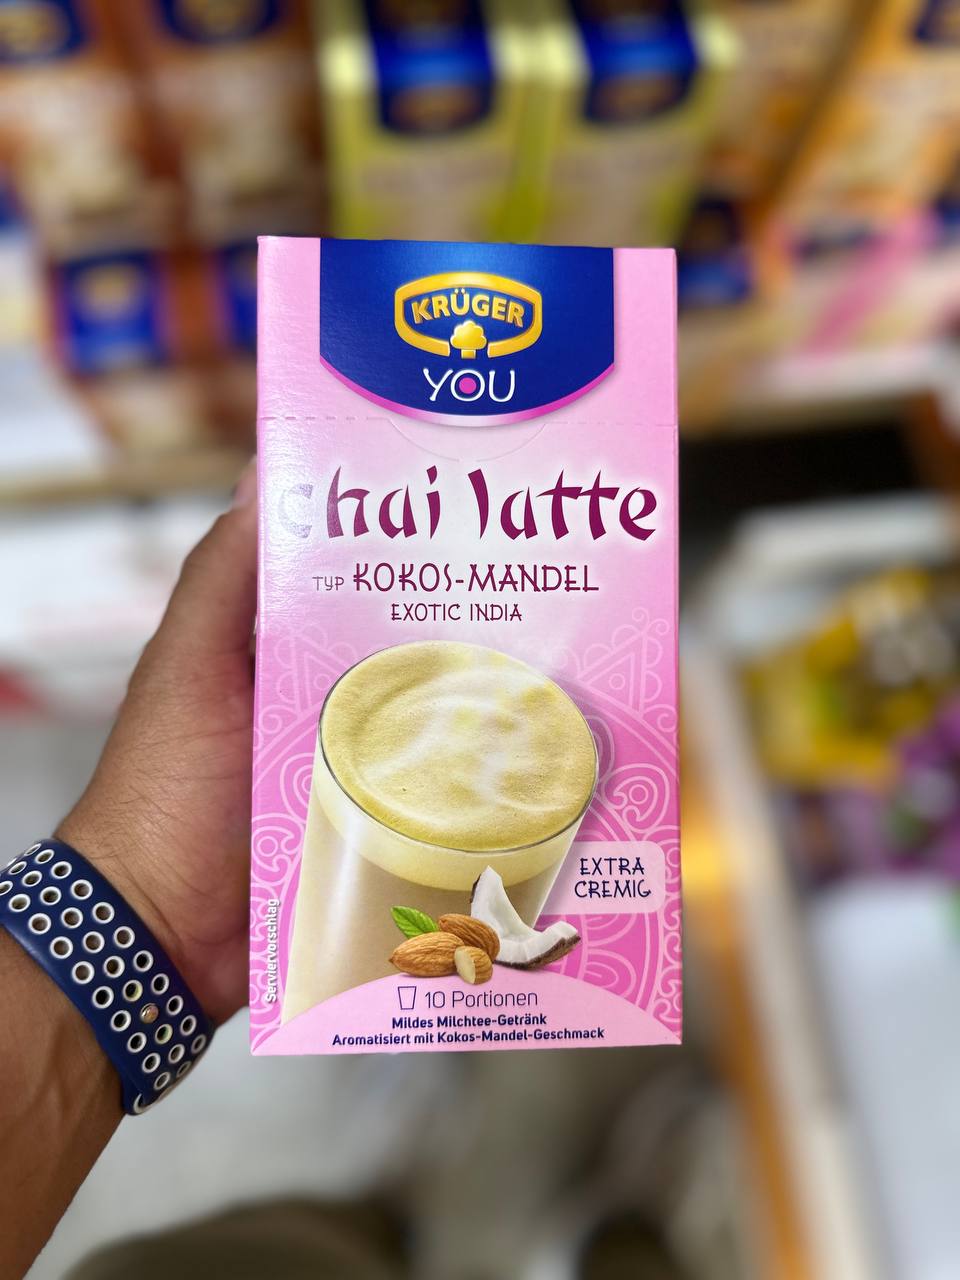 KRÜGER
YOU
chai latte
TYP KOKOS-MANDEL
EXOTIC INDIA
EXTRA
CREMIG
Serviervorschlag
10 Portionen
Mildes Milchtee-Getränk
Aromatisiert mit Kokos-Mandel-Geschmack